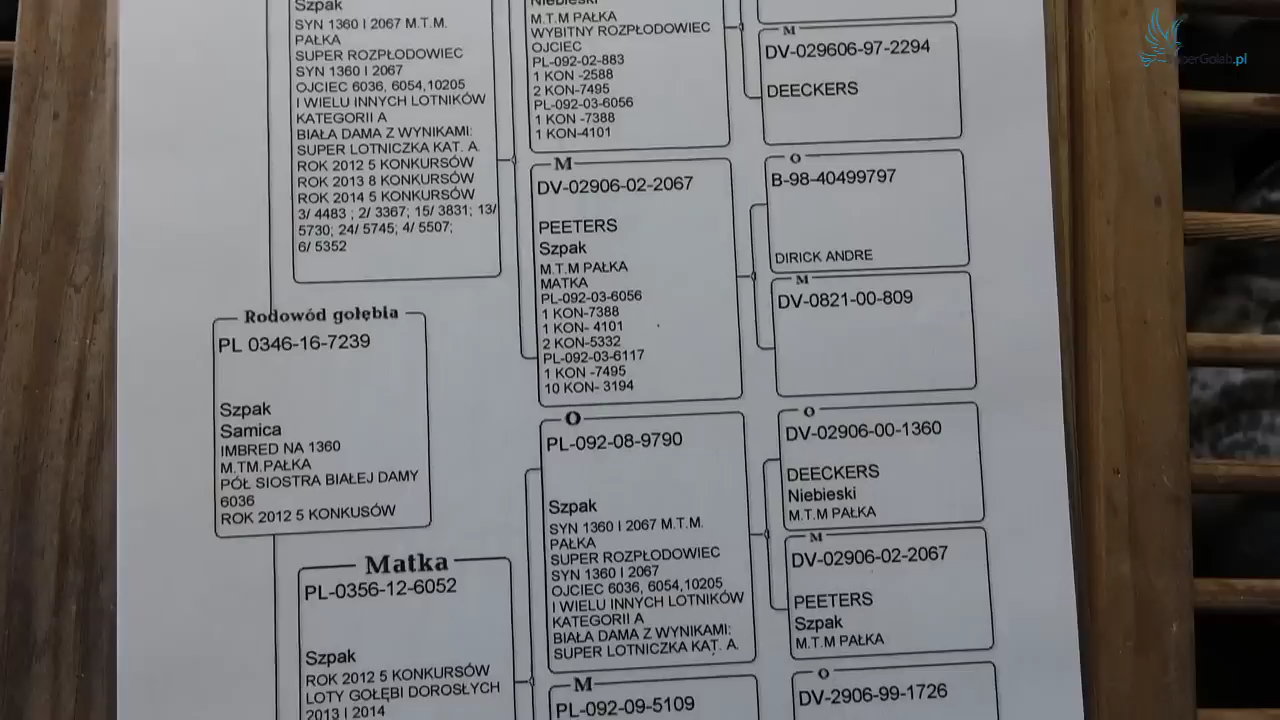 Szpak
SYN 1360 I 2067 M.T.M.
PAŁKA
SUPER ROZPŁODOWIEC
SYN 1360 I 2067
OJCIEC 6036, 6054,10205
I WIELU INNYCH LOTNIKÓW
KATEGORII A
BIAŁA DAMA Z WYNIKAMI:
SUPER LOTNICZKA KAT. A.
ROK 2012 5 KONKURSÓW
ROK 2013 8 KONKURSÓW
ROK 2014 5 KONKURSÓW
3/ 4483 ; 2/ 3367; 15/ 3831; 13/
5730; 24/ 5745; 4/ 5507;
6/ 5352
Rodowód gołębia
PL 0346-16-7239
Szpak
Samica
IMBRED NA 1360
M.TM.PAŁKA
PÓŁ SIOSTRA BIAŁEJ DAMY
6036
ROK 2012 5 KONKUSÓW
Matka
PL-0356-12-6052
Szpak
ROK 2012 5 KONKURSÓW
LOTY GOŁĘBI DOROSŁYCH
2013 I 2014
Niebieski
M.T.M PAŁKA
WYBITNY ROZPŁODOWIEC
OJCIEC
PL-092-02-883
1 KON -2588
2 KON-7495
PL-092-03-6056
1 KON -7388
1 KON-4101
M
DV-02906-02-2067
PEETERS
Szpak
M.T.M PAŁKA
MATKA
PL-092-03-6056
1 KON-7388
1 KON- 4101
2 KON-5332
PL-092-03-6117
1 KON -7495
10 KON- 3194
O
PL-092-08-9790
Szpak
SYN 1360 I 2067 M.T.M.
PAŁKA
SUPER ROZPŁODOWIEC
SYN 1360 I 2067
OJCIEC 6036, 6054,10205
I WIELU INNYCH LOTNIKÓW
KATEGORII A
BIAŁA DAMA Z WYNIKAMI:
SUPER LOTNICZKA KAT. A.
M
PL-092-09-5109
M
DV-029606-97-2294
DEECKERS
O
B-98-40499797
DIRICK ANDRE
M
DV-0821-00-809
O
DV-02906-00-1360
DEECKERS
Niebieski
M.T.M PAŁKA
M
DV-02906-02-2067
PEETERS
Szpak
M.T.M PAŁKA
O
DV-2906-99-1726